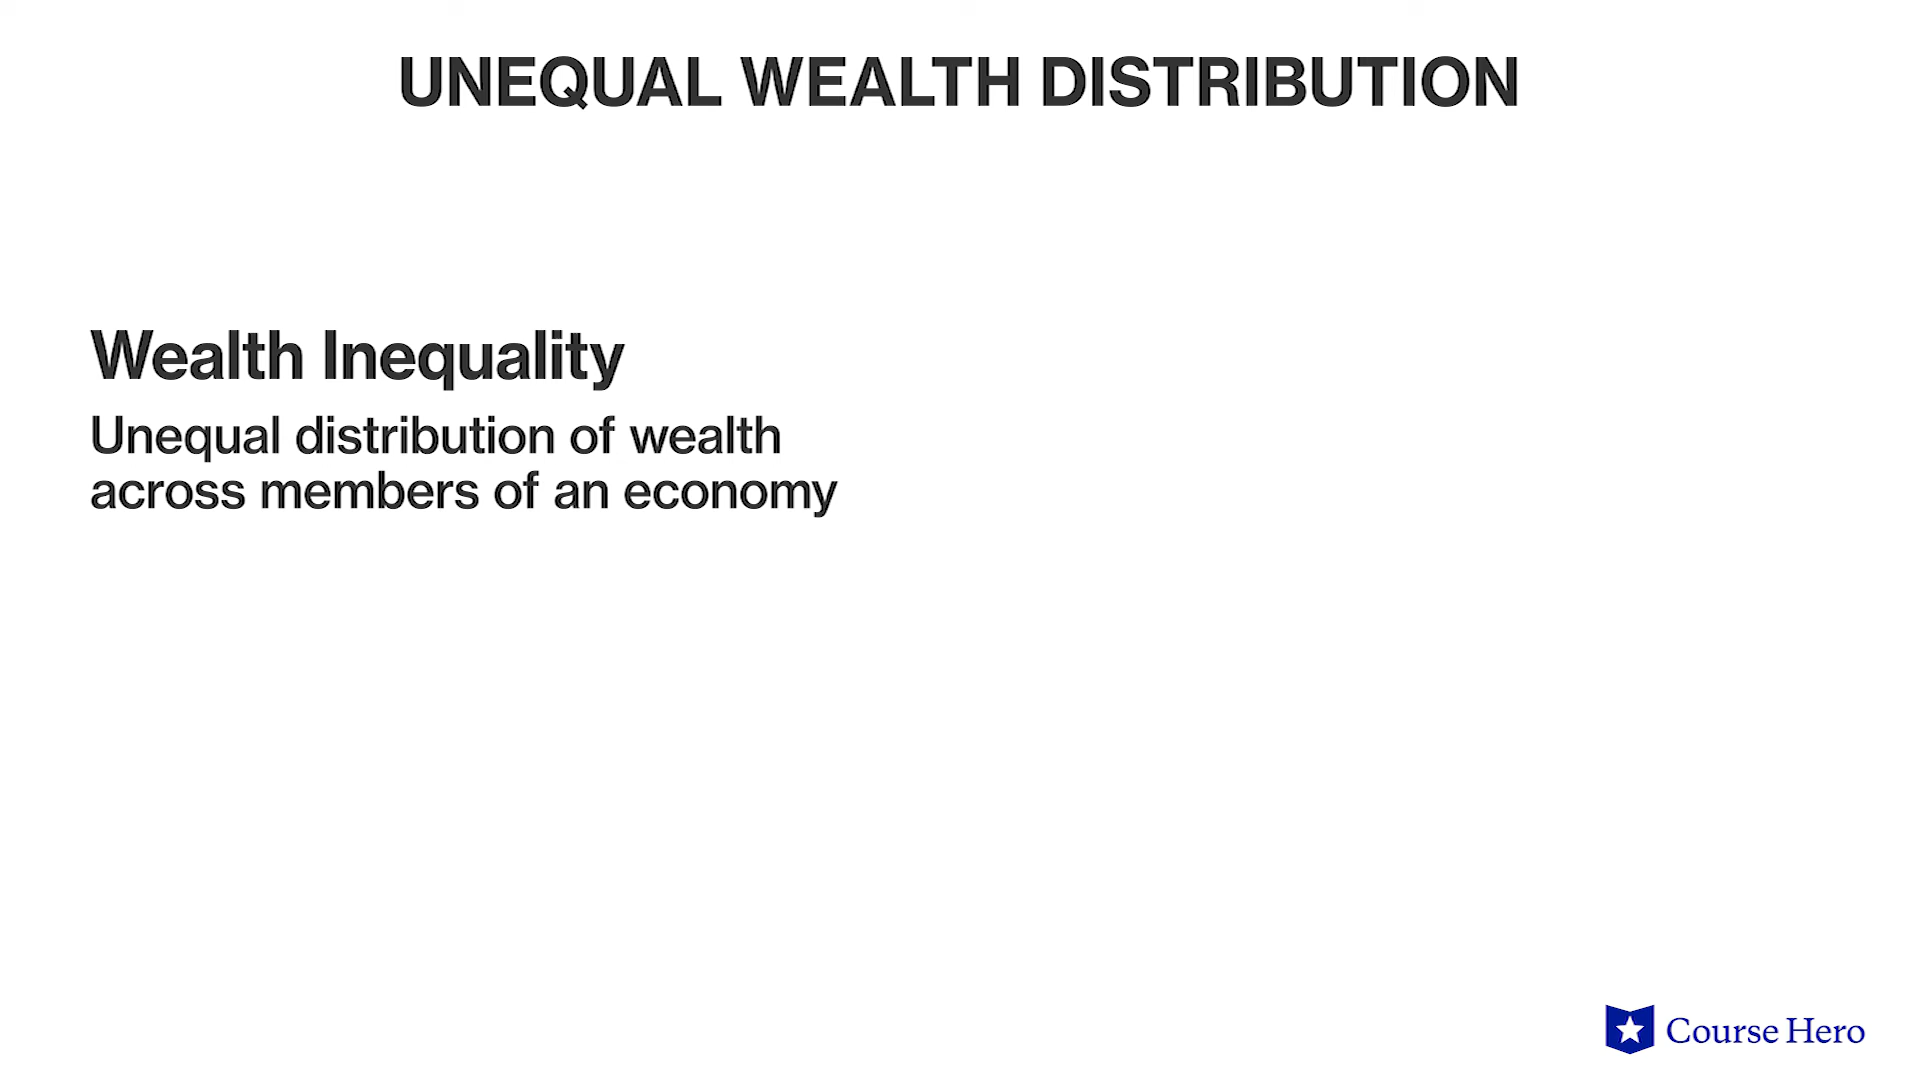 UNEQUAL WEALTH DISTRIBUTION
Wealth Inequality
Unequal distribution of wealth
across members of an economy
Course Hero